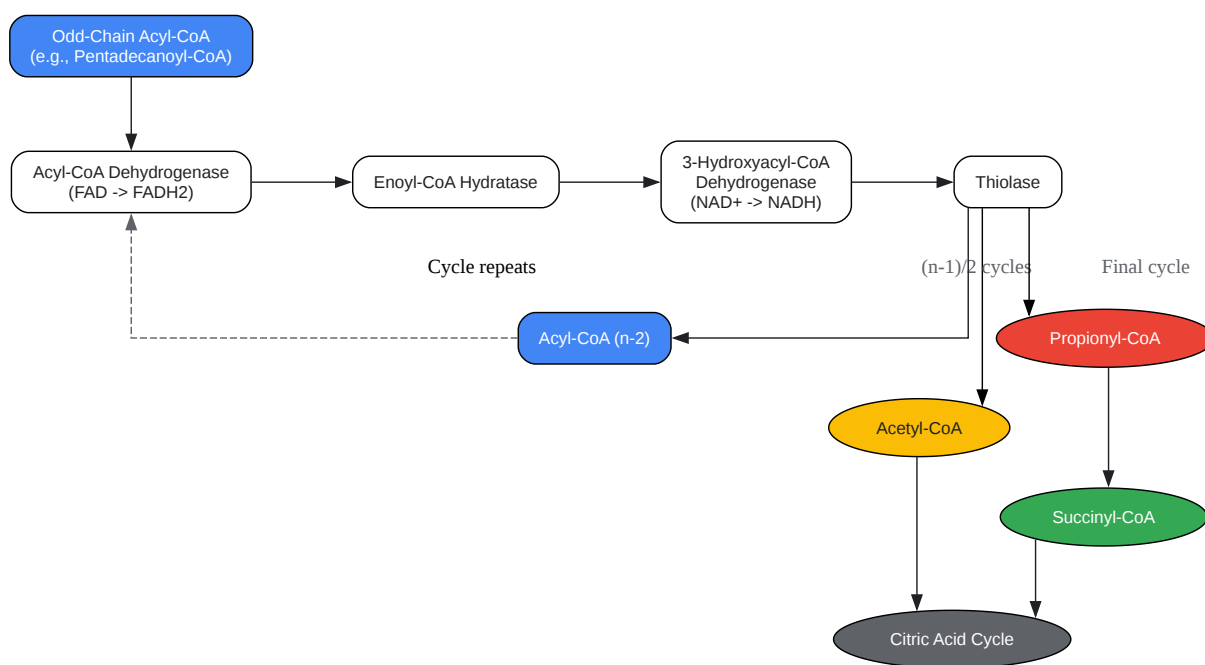 Odd-Chain Acyl-CoA
(e.g., Pentadecanoyl-CoA)
Acyl-CoA Dehydrogenase
(FAD -> FADH2)
Enoyl-CoA Hydratase
3-Hydroxyacyl-CoA
Dehydrogenase
(NAD+ -> NADH)
Thiolase
Cycle repeats
(n-1)/2 cycles
Final cycle
Acyl-CoA (n-2)
Propionyl-CoA
Acetyl-CoA
Succinyl-CoA
Citric Acid Cycle